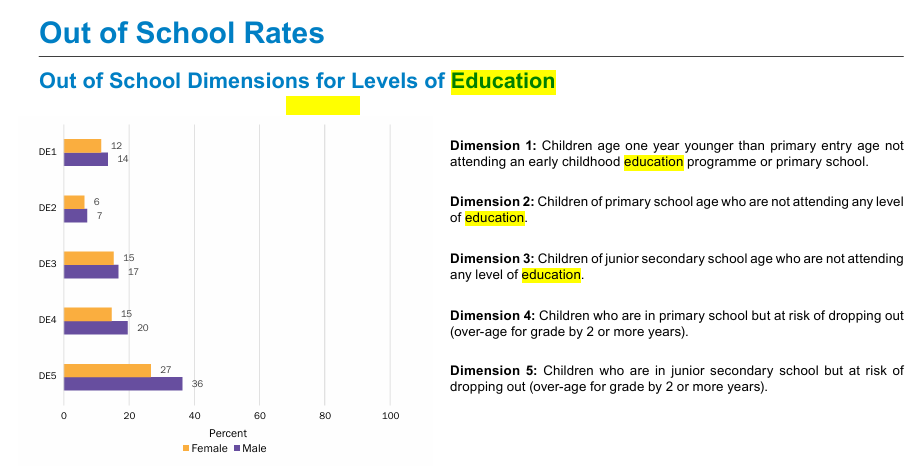 Out of School Rates
Out of School Dimensions for Levels of Education
DE1
12
14
DE2
6
7
DE3
15
17
DE4
15
20
DE5
27
36
0 20 40 60 80 100
Percent
Female Male
Dimension 1: Children age one year younger than primary entry age not
attending an early childhood education programme or primary school.
Dimension 2: Children of primary school age who are not attending any level
of education.
Dimension 3: Children of junior secondary school age who are not attending
any level of education.
Dimension 4: Children who are in primary school but at risk of dropping out
(over-age for grade by 2 or more years).
Dimension 5: Children who are in junior secondary school but at risk of
dropping out (over-age for grade by 2 or more years).